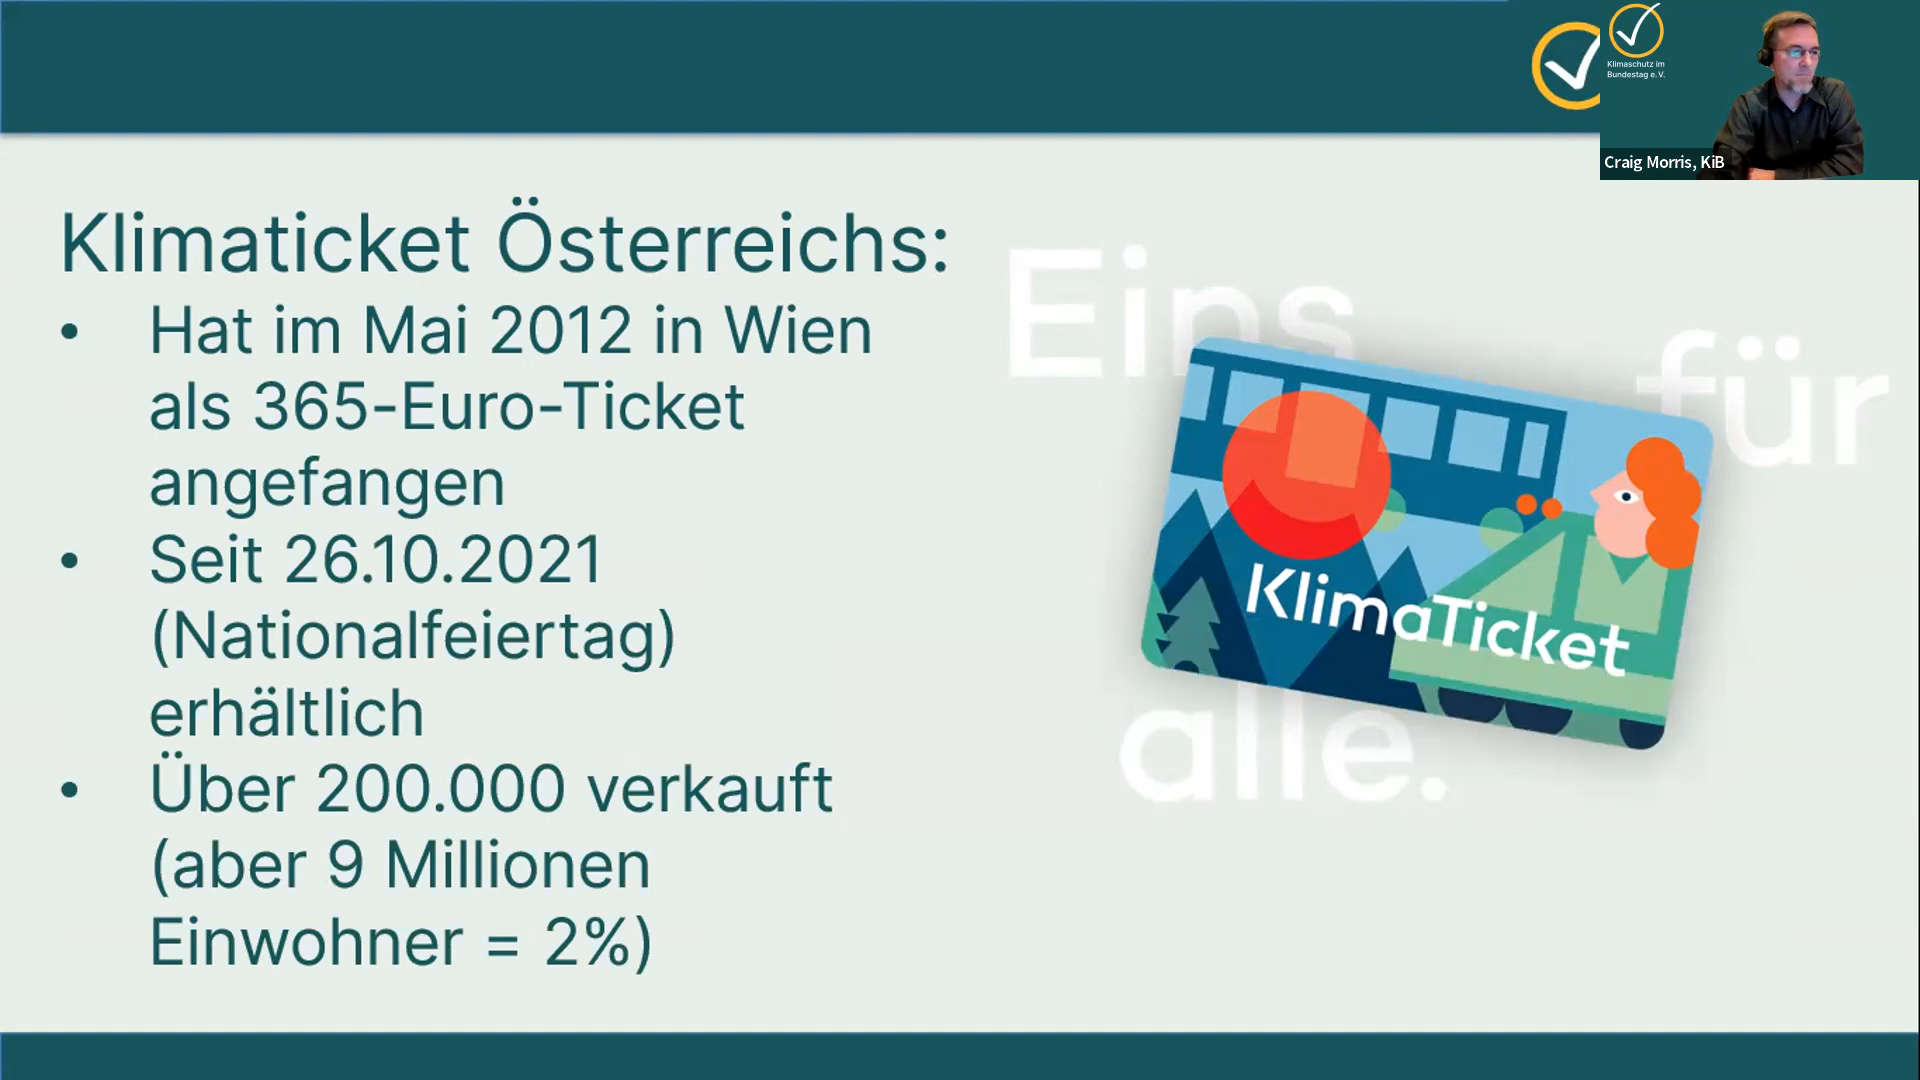 Klimaschutz im
Bundestag e.V.
Craig Morris, KiB
Klimaticket Österreichs:
• Hat im Mai 2012 in Wien
als 365-Euro-Ticket
angefangen
• Seit 26.10.2021
(Nationalfeiertag)
erhältlich
• Über 200.000 verkauft
(aber 9 Millionen
Einwohner = 2%)
Eins
für
KlimaTicket
alle.